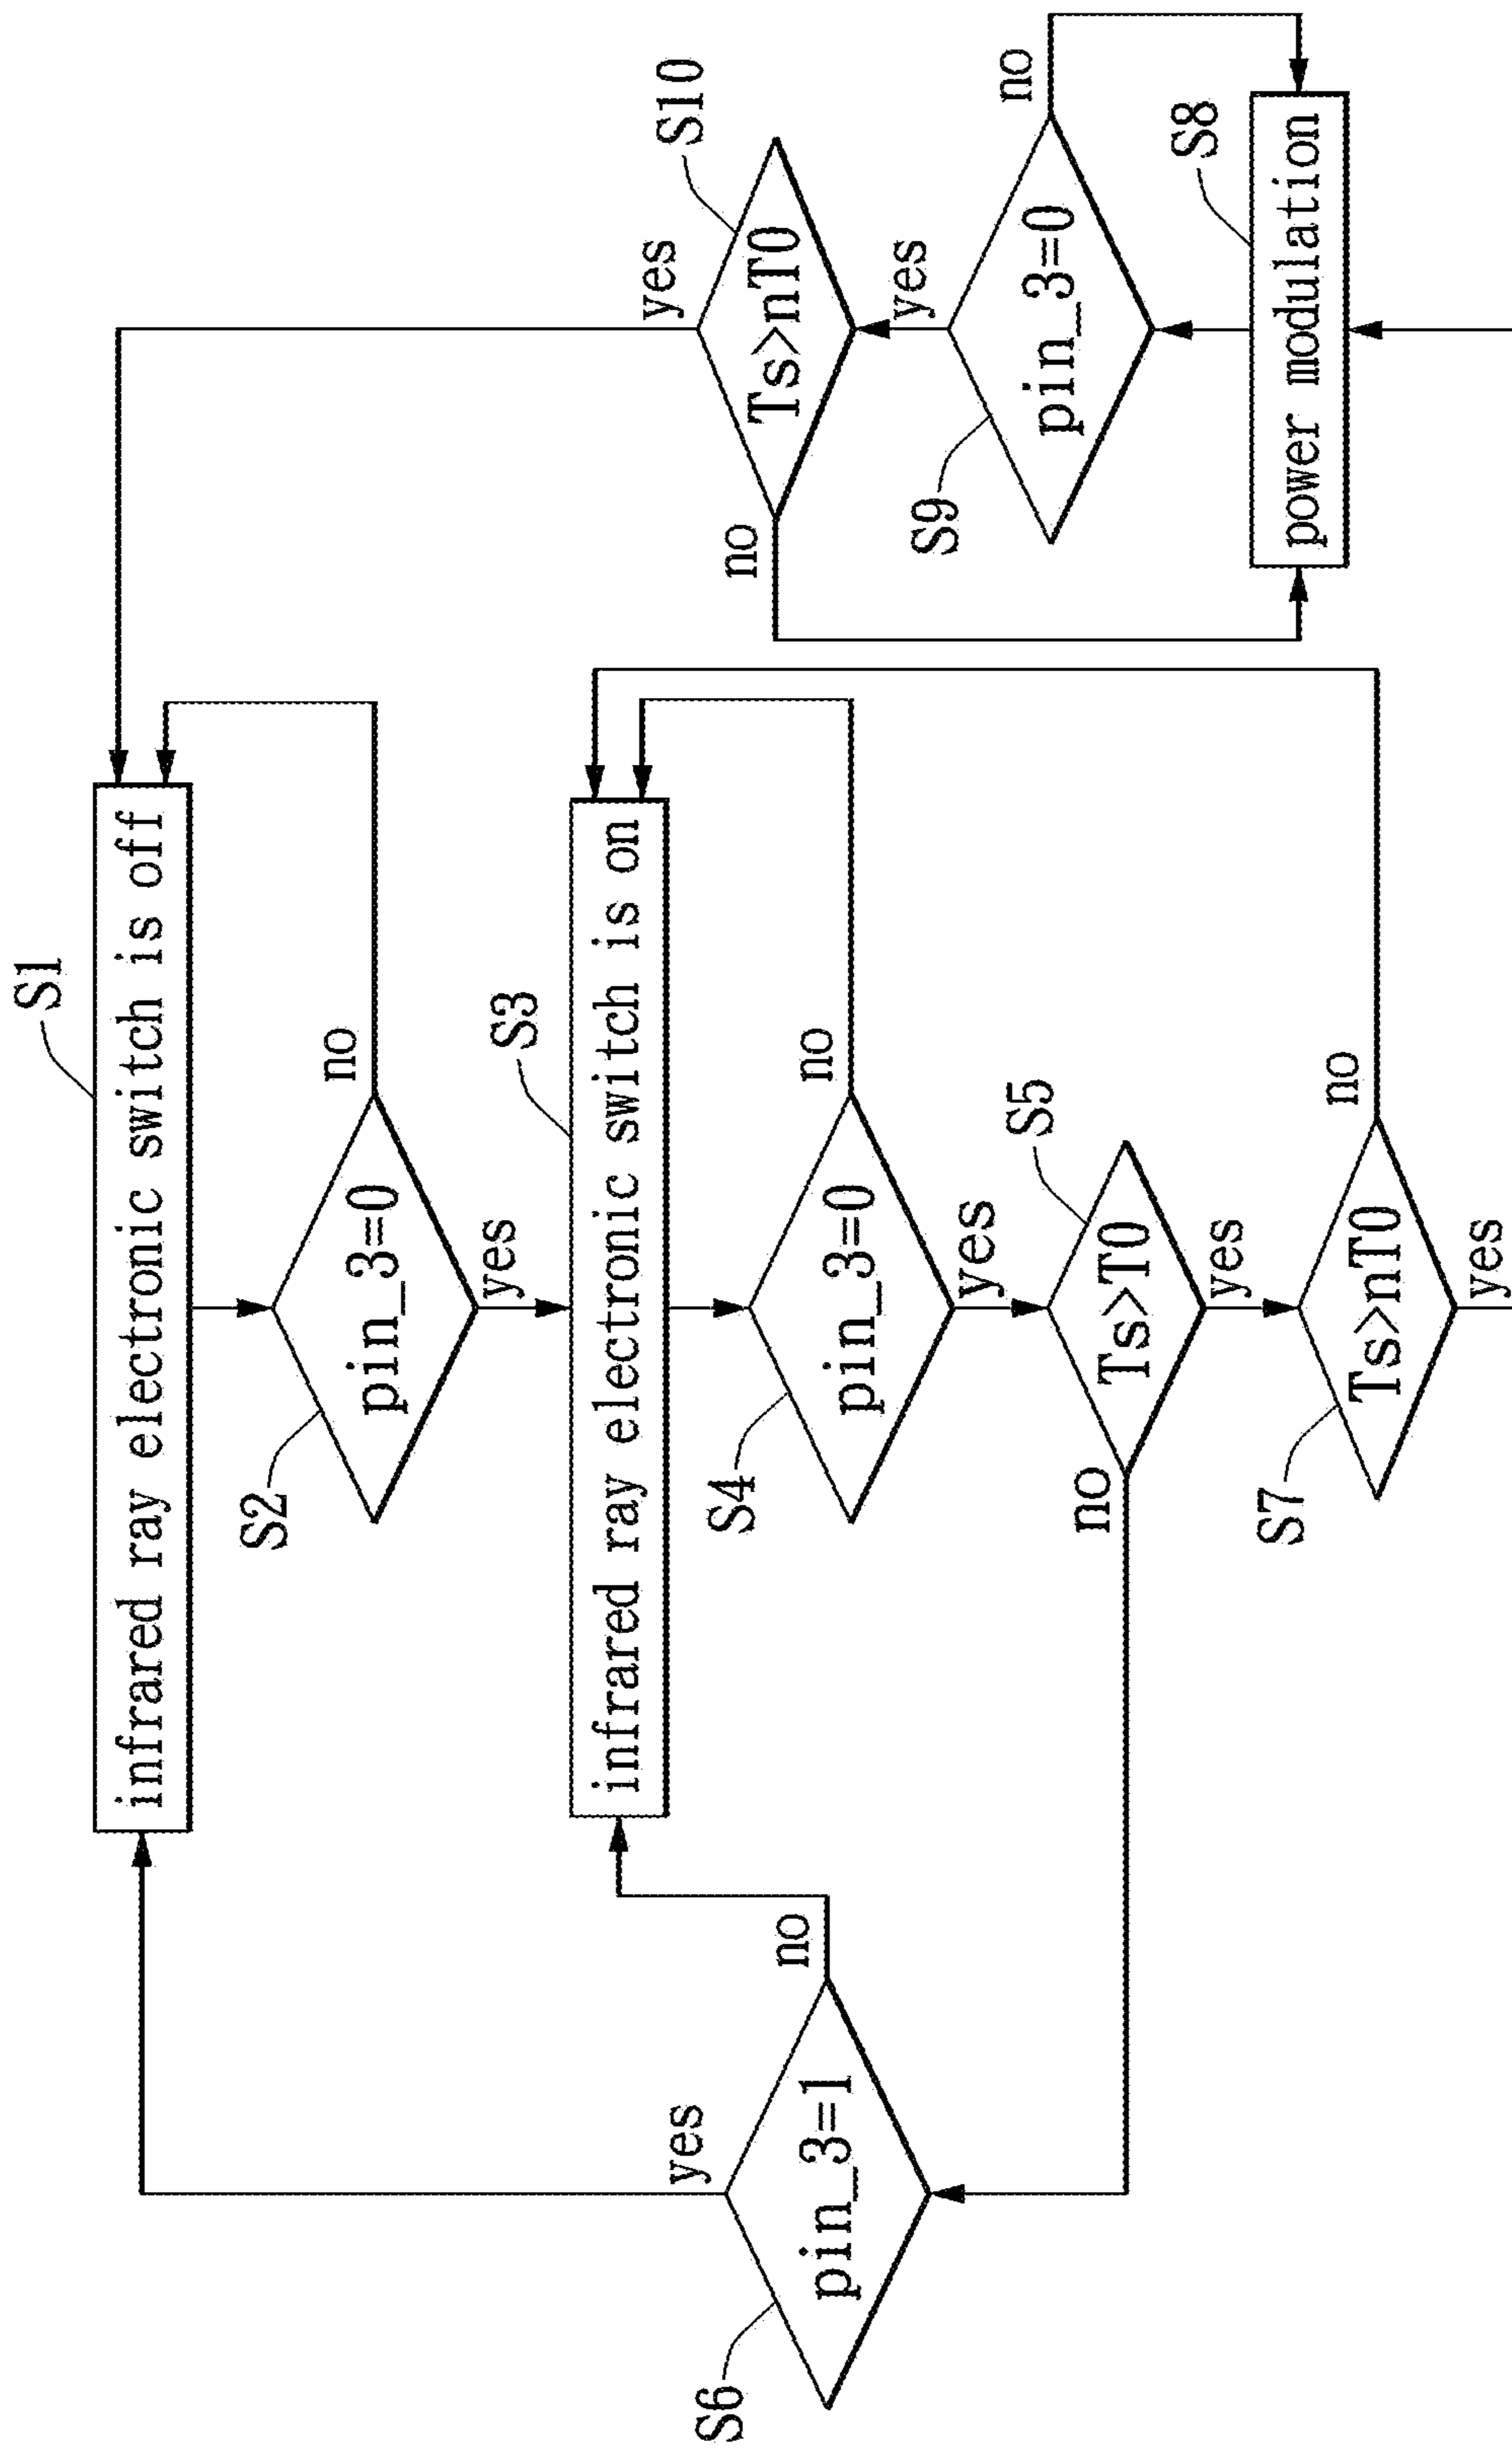 S1
infrared ray electronic switch is off
S2
pin_3=0
no
yes
S3
infrared ray electronic switch is on
S4
pin_3=0
no
yes
S5
Ts>T0
no
yes
S6
pin_3=1
yes
no
S7
Ts>nT0
no
yes
S8
power modulation
S9
pin_3=0
no
yes
S10
Ts>nT0
no
yes